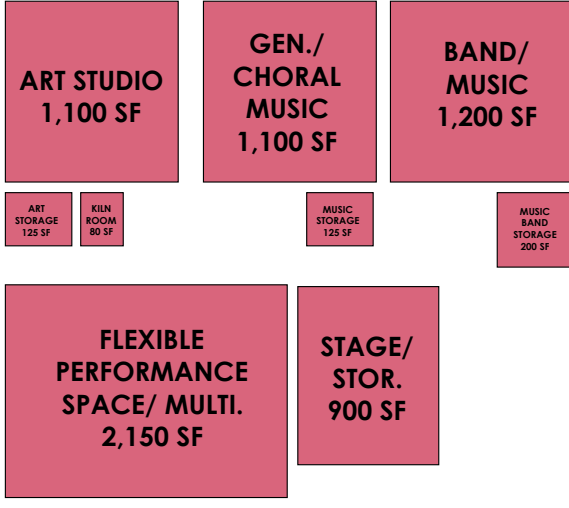 ART STUDIO
1,100 SF
GEN./
CHORAL
MUSIC
1,100 SF
BAND/
MUSIC
1,200 SF
ART
STORAGE
125 SF
KILN
ROOM
80 SF
MUSIC
STORAGE
125 SF
MUSIC
BAND
STORAGE
200 SF
FLEXIBLE
PERFORMANCE
SPACE/ MULTI.
2,150 SF
STAGE/
STOR.
900 SF